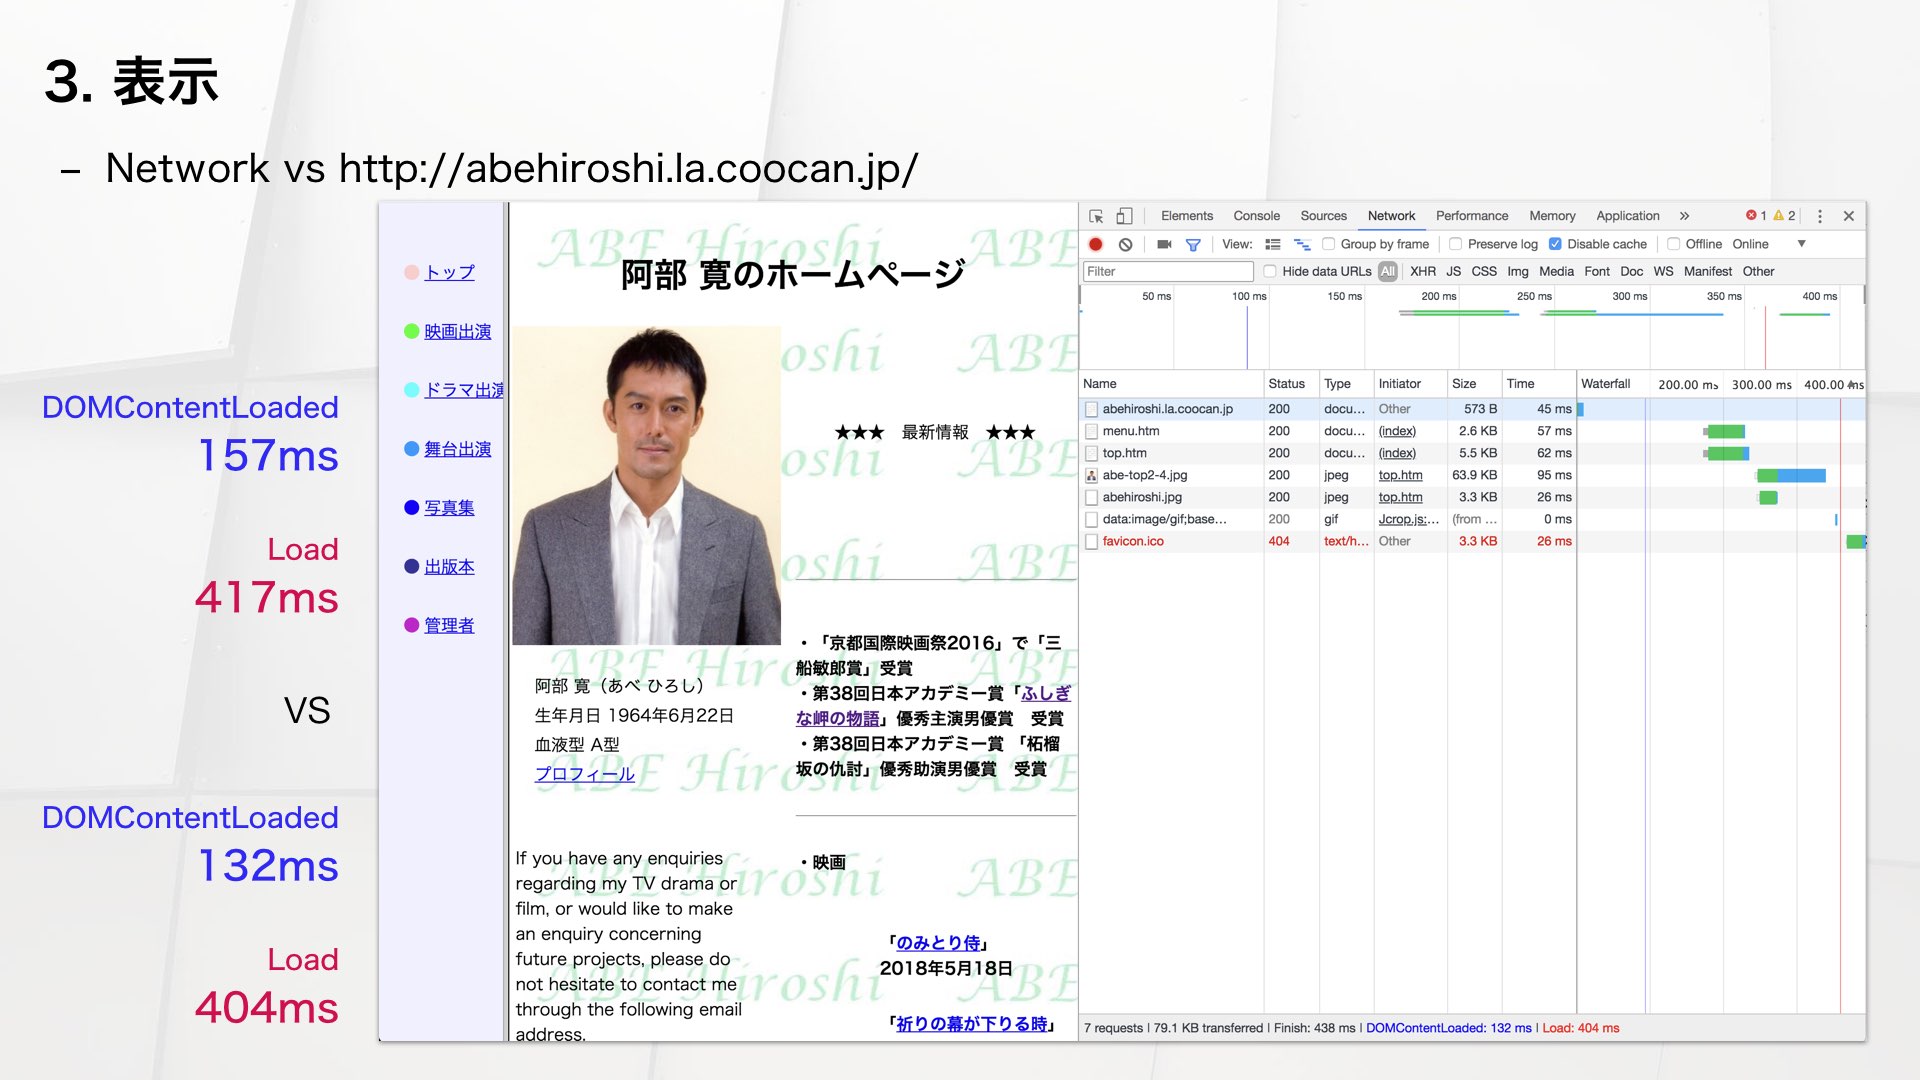 3. 表示
– Network vs http://abehiroshi.la.coocan.jp/
DOMContentLoaded
157ms
Load
417ms
VS
DOMContentLoaded
132ms
Load
404ms
トップ
映画出演
ドラマ出演
舞台出演
写真集
出版本
管理者
ABE Hiroshi
阿部 寛のホームページ
★★★ 最新情報 ★★★
阿部 寛（あべ ひろし）
生年月日 1964年6月22日
血液型 A型
プロフィール
If you have any enquiries
regarding my TV drama or
film, or would like to make
an enquiry concerning
future projects, please do
not hesitate to contact me
through the following email
address.
・「京都国際映画祭2016」で「三
船敏郎賞」受賞
・第38回日本アカデミー賞「ふしぎ
な岬の物語」優秀主演男優賞 受賞
・第38回日本アカデミー賞 「柘榴
坂の仇討」優秀助演男優賞 受賞
・映画
「のみとり侍」
2018年5月18日
「祈りの幕が下りる時」
Elements Console Sources Network Performance Memory Application » 1 2
View: Group by frame Preserve log Disable cache Offline Online
Filter Hide data URLs All XHR JS CSS Img Media Font Doc WS Manifest Other
50 ms 100 ms 150 ms 200 ms 250 ms 300 ms 350 ms 400 ms
Name Status Type Initiator Size Time Waterfall 200.00 ms 300.00 ms 400.00 ms
abehiroshi.la.coocan.jp 200 docu... Other 573 B 45 ms
menu.htm 200 docu... (index) 2.6 KB 57 ms
top.htm 200 docu... (index) 5.5 KB 62 ms
abe-top2-4.jpg 200 jpeg top.htm 63.9 KB 95 ms
abehiroshi.jpg 200 jpeg top.htm 3.3 KB 26 ms
data:image/gif;base... 200 gif Jcrop.js:... (from ... 0 ms
favicon.ico 404 text/h... Other 3.3 KB 26 ms
7 requests | 79.1 KB transferred | Finish: 438 ms | DOMContentLoaded: 132 ms | Load: 404 ms